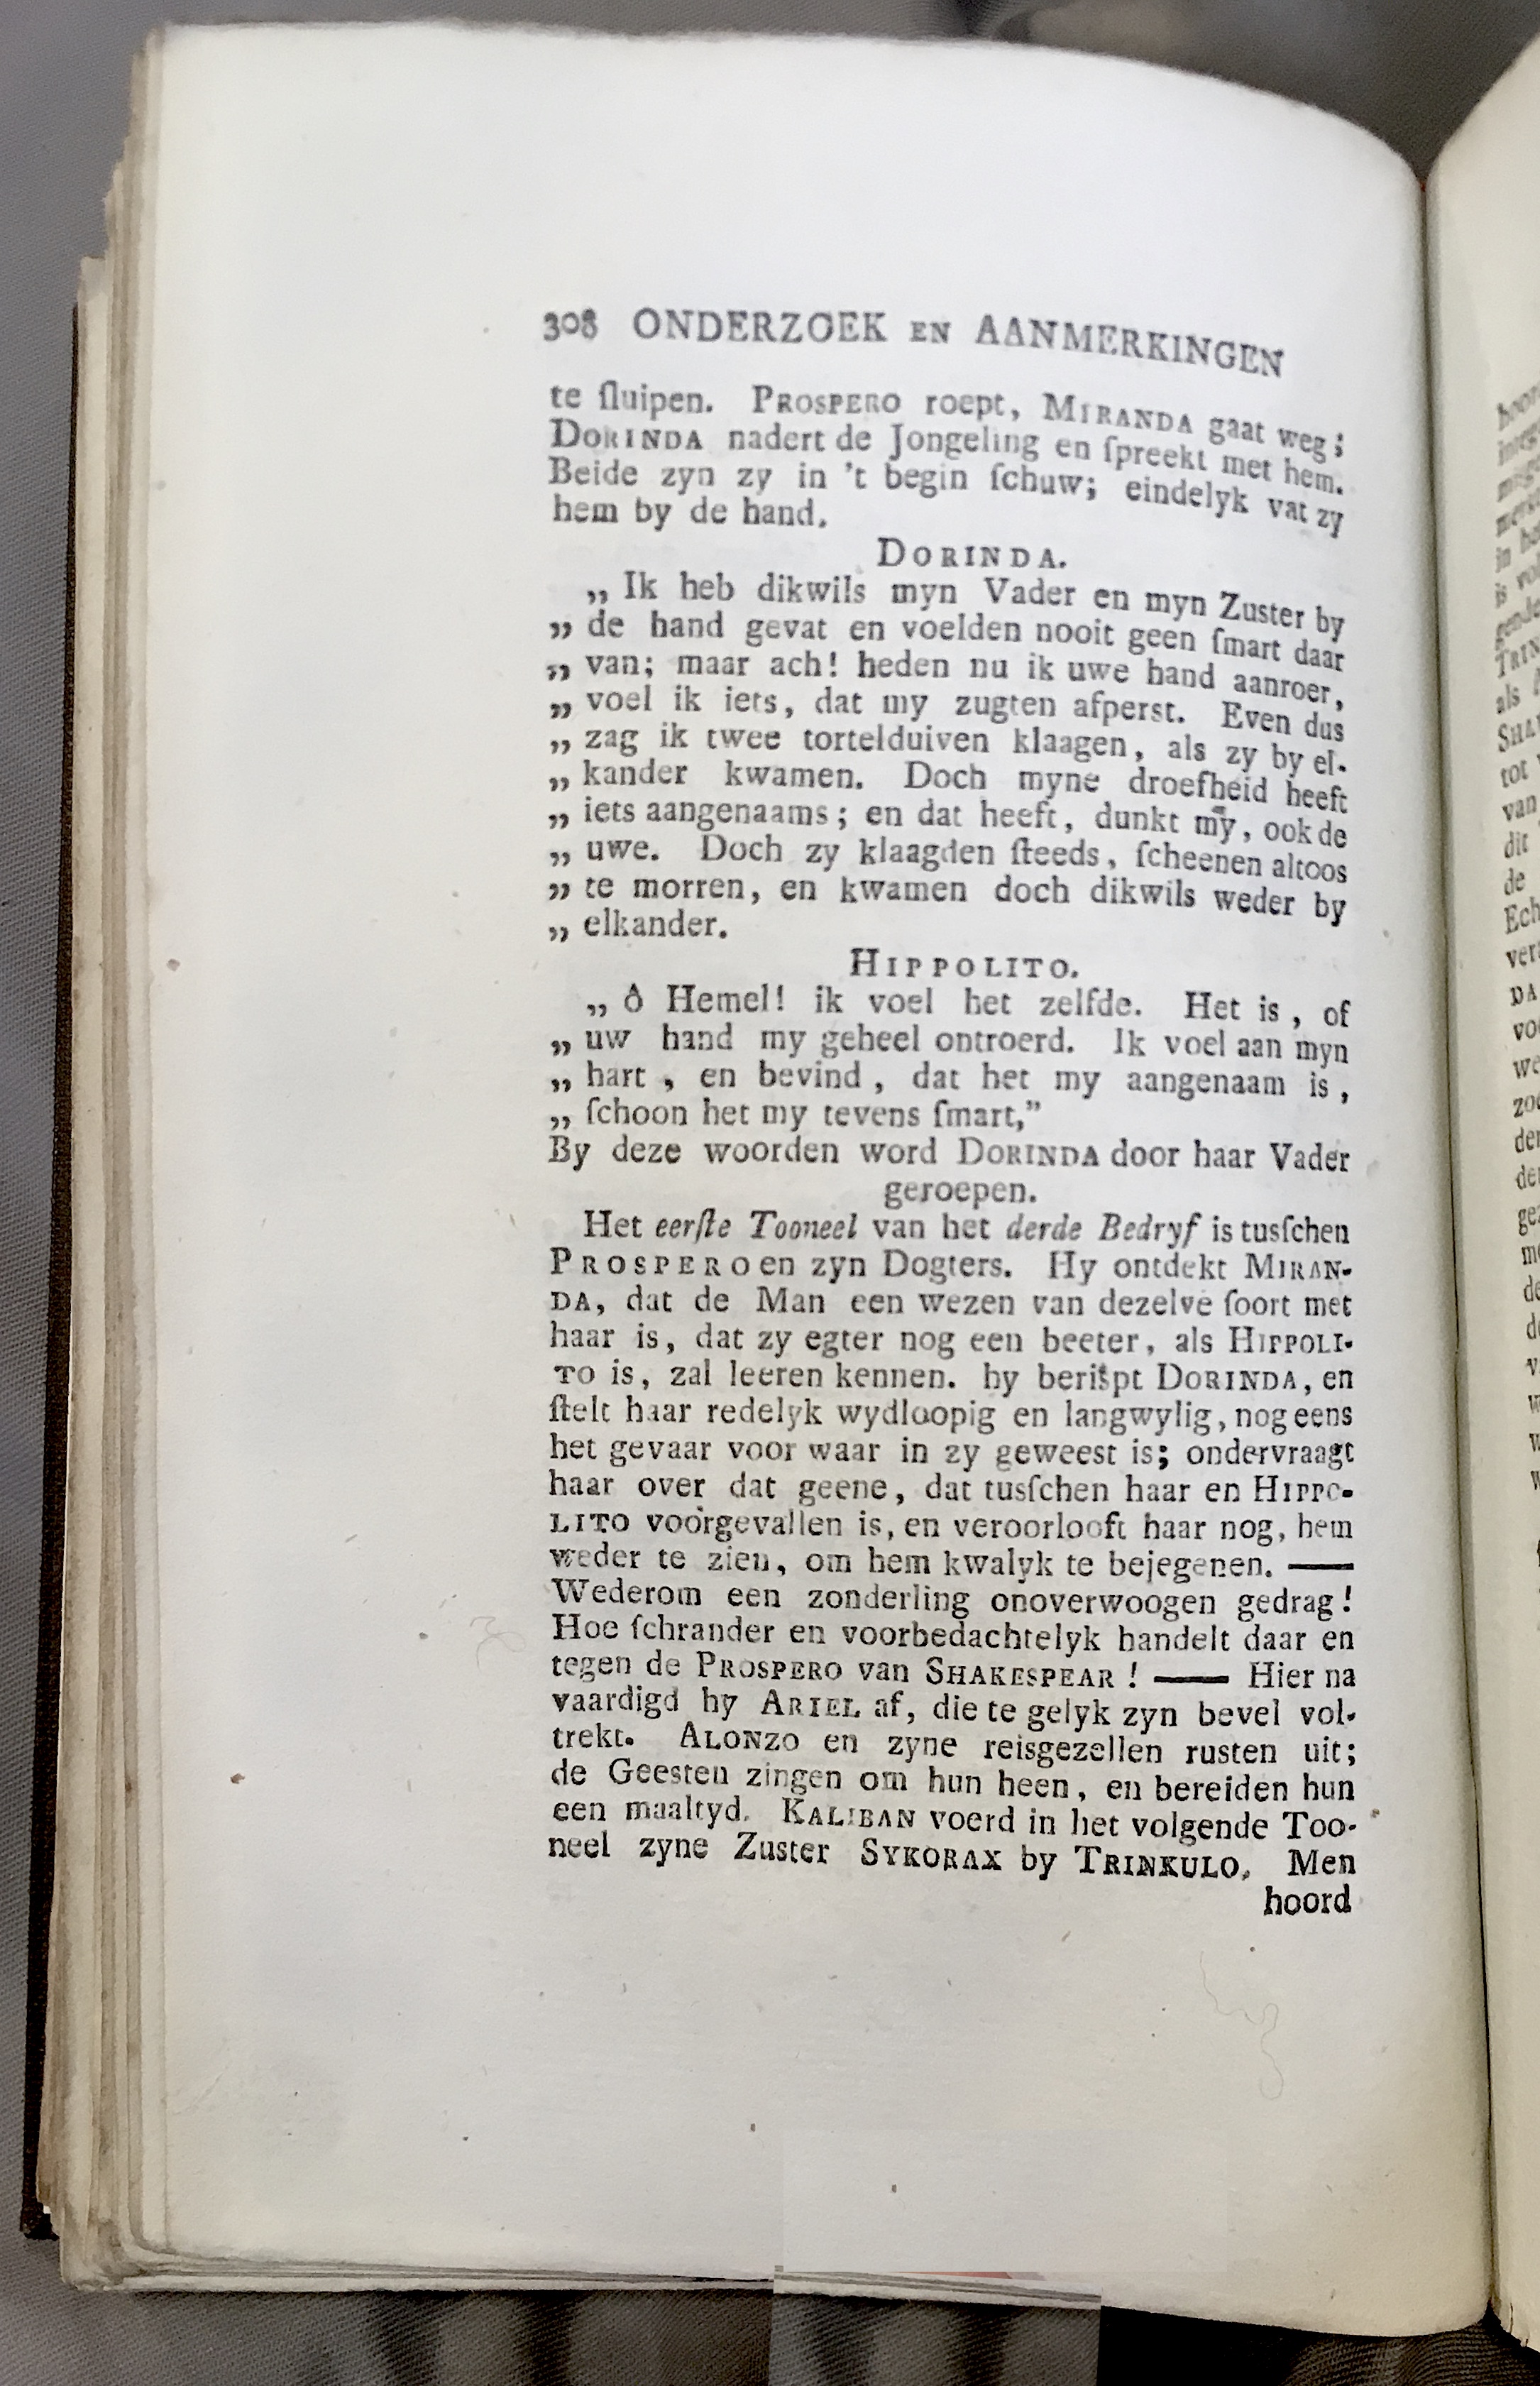 308 ONDERZOEK EN AANMERKINGEN
te ſluipen. PROSPERO roept, MIRANDA gaat weg;
DORINDA nadert de Jongeling en ſpreekt met hem.
Beide zyn zy in 't begin ſchuw; eindelyk vat zy
hem by de hand.
DORINDA.
„ Ik heb dikwils myn Vader en myn Zuster by
„ de hand gevat en voelden nooit geen ſmart daar
„ van; maar ach! heden nu ik uwe hand aanroer,
„ voel ik iets, dat my zugten afperst. Even dus
„ zag ik twee tortelduiven klaagen, als zy by el-
„ kander kwamen. Doch myne droefheid heeft
„ iets aangenaams; en dat heeft, dunkt my, ook de
„ uwe. Doch zy klaagden ſteeds, ſcheenen altoos
„ te morren, en kwamen doch dikwils weder by
„ elkander.
HIPPOLITO.
„ ô Hemel! ik voel het zelfde. Het is, of
„ uw hand my geheel ontroerd. Ik voel aan myn
„ hart, en bevind, dat het my aangenaam is,
„ ſchoon het my tevens ſmart,”
By deze woorden word DORINDA door haar Vader
geroepen.
Het eerſte Tooneel van het derde Bedryf is tusſchen
PROSPERO en zyn Dogters. Hy ontdekt MIRAN-
DA, dat de Man een wezen van dezelve ſoort met
haar is, dat zy egter nog een beeter, als HIPPOLI-
TO is, zal leeren kennen. hy berispt DORINDA, en
ſtelt haar redelyk wydloopig en langwylig, nog eens
het gevaar voor waar in zy geweest is; ondervraagt
haar over dat geene, dat tusſchen haar en HIPPO-
LITO voorgevallen is, en veroorlooft haar nog, hem
weder te zien, om hem kwalyk te bejegenen. ——
Wederom een zonderling onoverwoogen gedrag!
Hoe ſchrander en voorbedachtelyk handelt daar en
tegen de PROSPERO van SHAKESPEAR! —— Hier na
vaardigd hy ARIEL af, die te gelyk zyn bevel vol-
trekt. ALONZO en zyne reisgezellen rusten uit;
de Geesten zingen om hun heen, en bereiden hun
een maaltyd. KALIBAN voerd in het volgende Too-
neel zyne Zuster SYKORAX by TRINKULO. Men
hoord